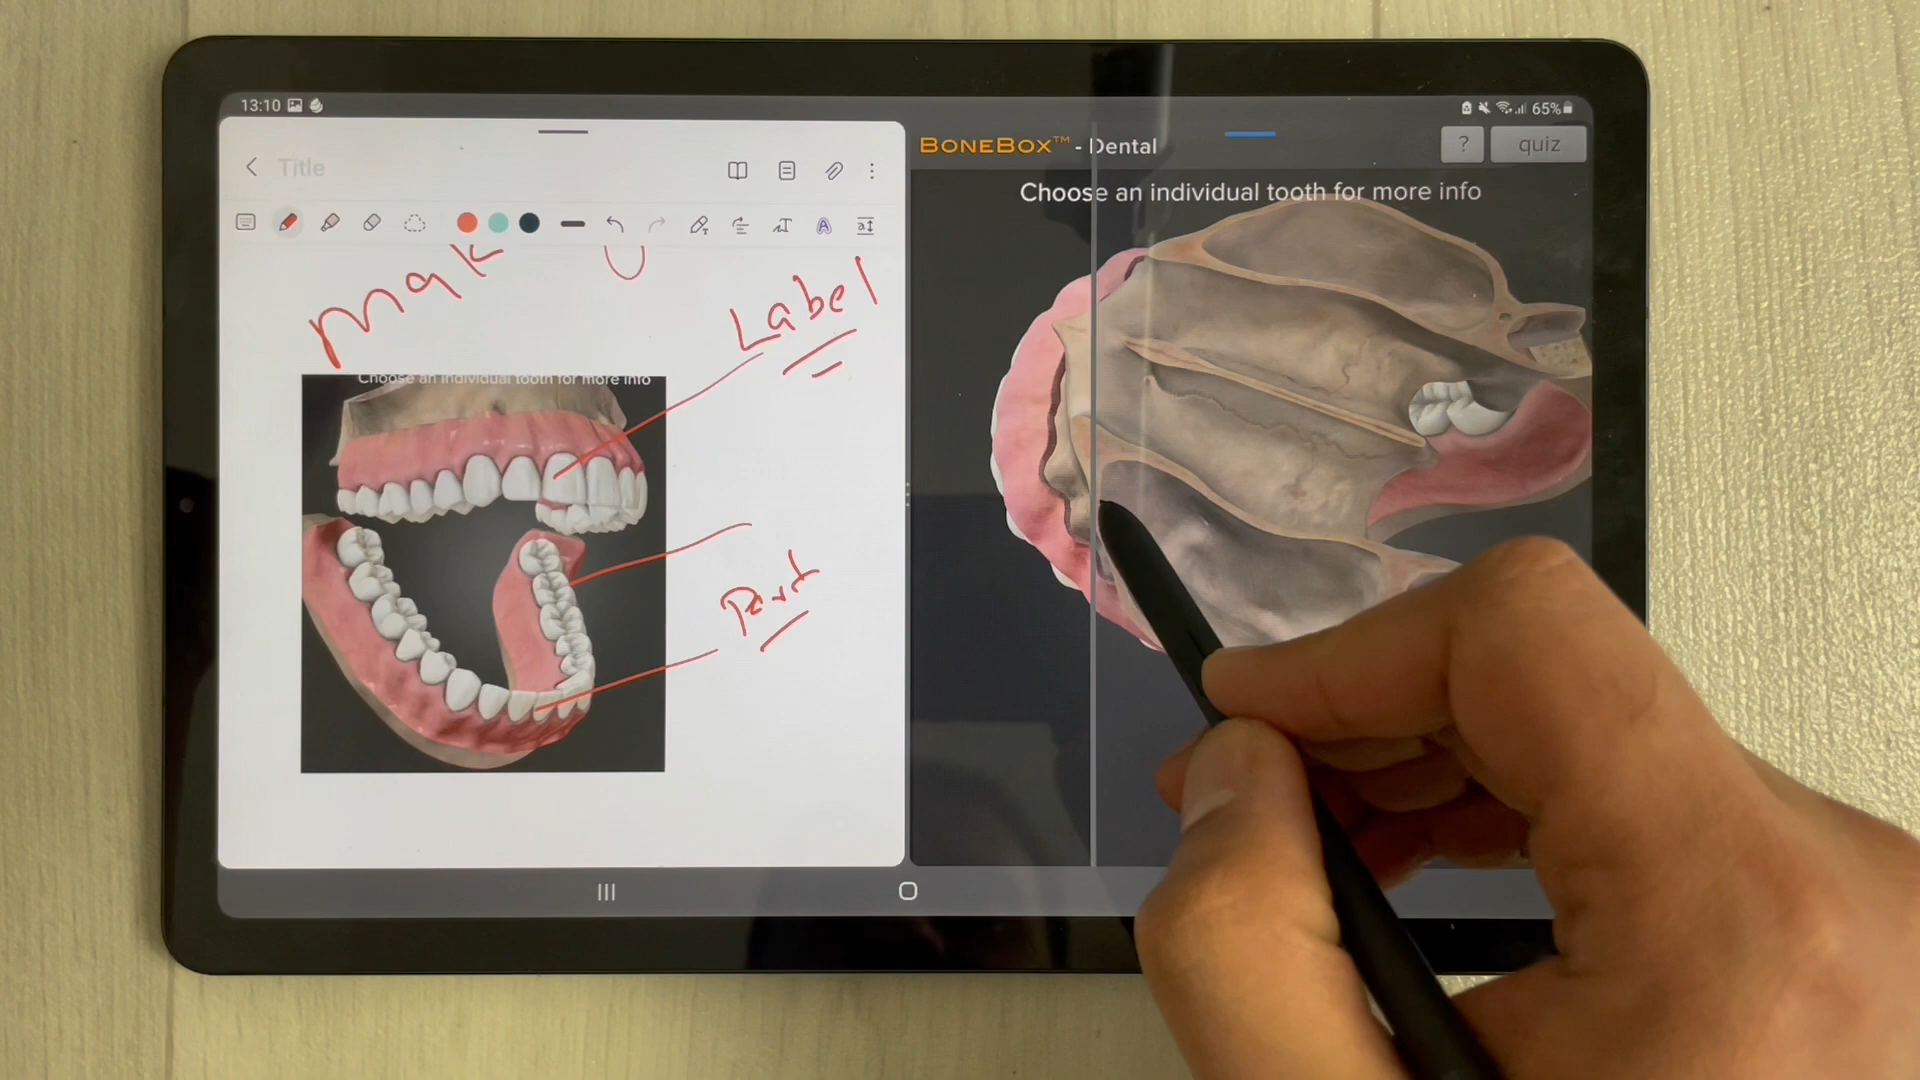 13:10
65%
Title
BONEBOX™ - Dental
? quiz
Choose an individual tooth for more info
mak
Label
Choose an individual tooth for more info
Part